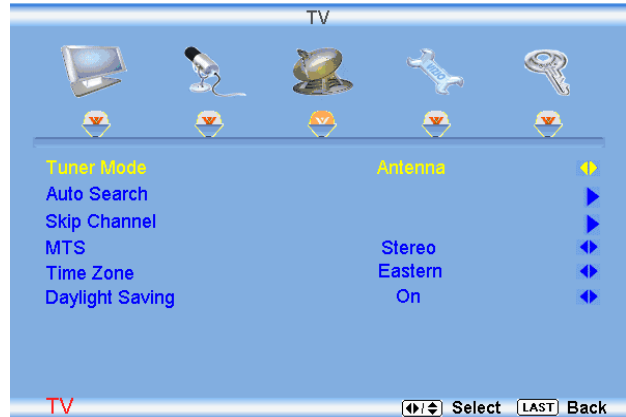 TV
VIZIO
Tuner Mode Antenna
Auto Search
Skip Channel
MTS Stereo
Time Zone Eastern
Daylight Saving On
TV / Select LAST Back